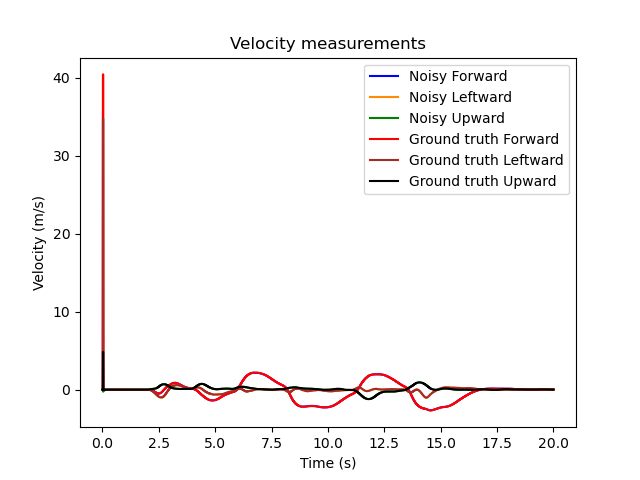 Velocity measurements
Noisy Forward
Noisy Leftward
Noisy Upward
Ground truth Forward
Ground truth Leftward
Ground truth Upward
Velocity (m/s)
40
30
20
10
0
0.0 2.5 5.0 7.5 10.0 12.5 15.0 17.5 20.0
Time (s)